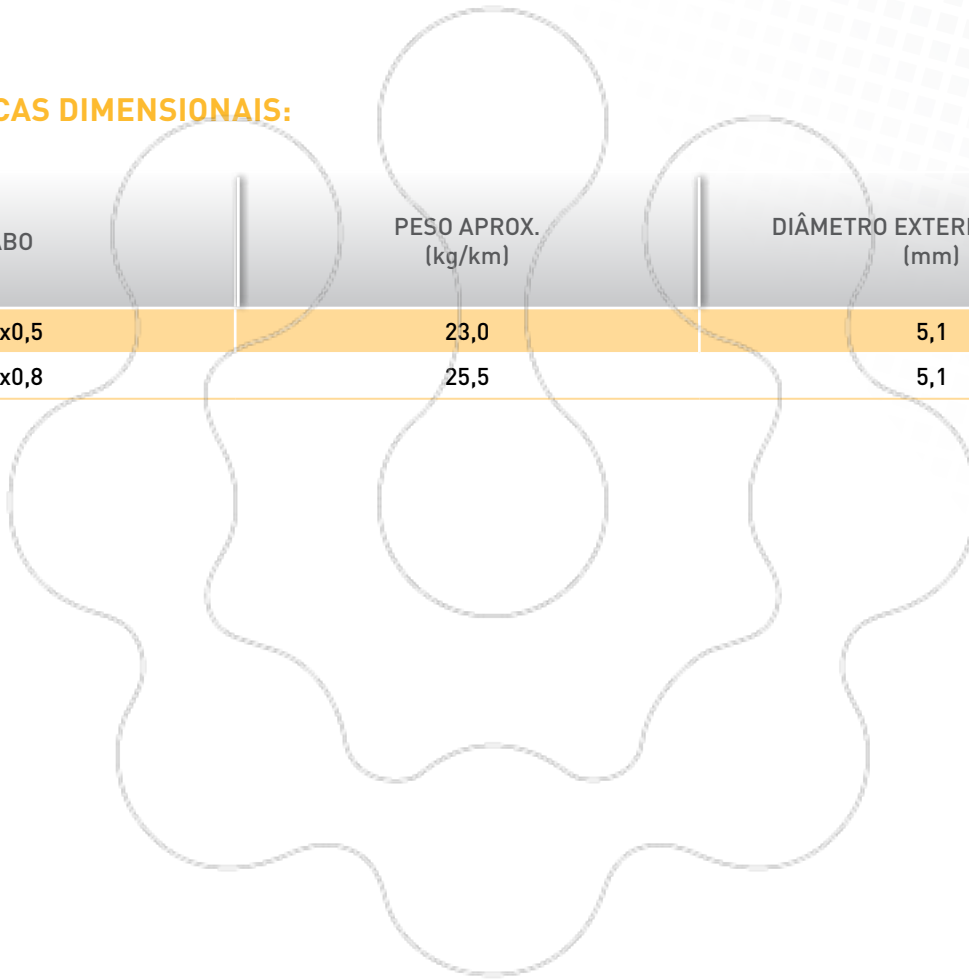 CAS DIMENSIONAIS:
ABO
PESO APROX.
(kg/km)
DIÂMETRO EXTERI
(mm)
x0,5 23,0 5,1
x0,8 25,5 5,1